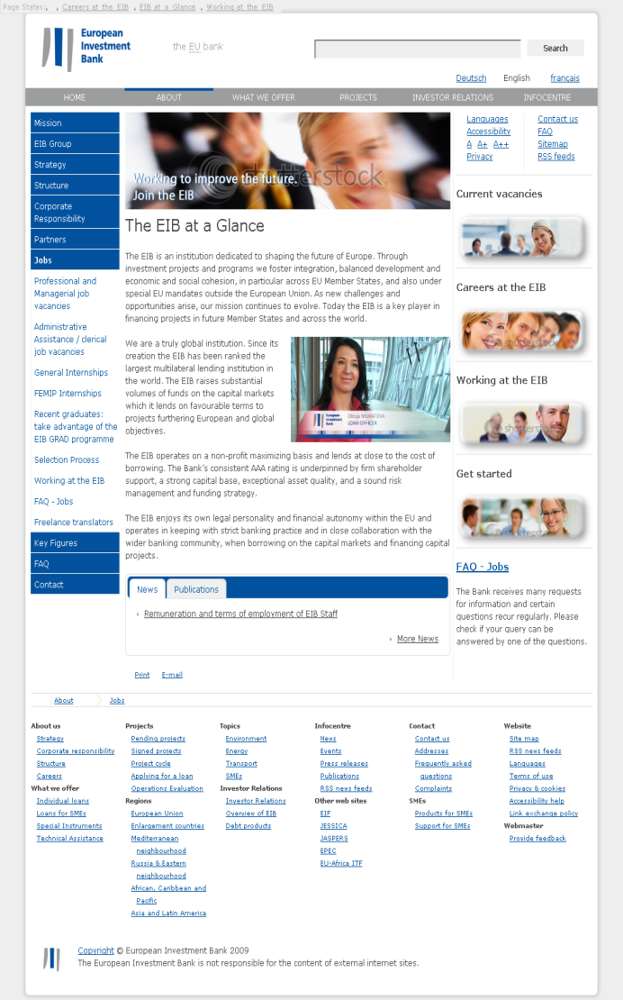 Page States: , , Careers at the EIB , EIB at a Glance , Working at the EIB
European
Investment
Bank
the EU bank
Search
Deutsch English français
HOME ABOUT WHAT WE OFFER PROJECTS INVESTOR RELATIONS INFOCENTRE
Mission
EIB Group
Strategy
Structure
Corporate
Responsibility
Partners
Jobs
Professional and
Managerial job
vacancies
Administrative
Assistance / clerical
job vacancies
General Internships
FEMIP Internships
Recent graduates:
take advantage of the
EIB GRAD programme
Selection Process
Working at the EIB
FAQ - Jobs
Freelance translators
Key Figures
FAQ
Contact
shutterstock
Working to improve the future.
Join the EIB
The EIB at a Glance
The EIB is an institution dedicated to shaping the future of Europe. Through
investment projects and programs we foster integration, balanced development and
economic and social cohesion, in particular across EU Member States, and also under
special EU mandates outside the European Union. As new challenges and
opportunities arise, our mission continues to evolve. Today the EIB is a key player in
financing projects in future Member States and across the world.
We are a truly global institution. Since its
creation the EIB has been ranked the
largest multilateral lending institution in
the world. The EIB raises substantial
volumes of funds on the capital markets
which it lends on favourable terms to
projects furthering European and global
objectives.
European
Investment
Bank
LOAN OFFICER
The EIB operates on a non-profit maximizing basis and lends at close to the cost of
borrowing. The Bank's consistent AAA rating is underpinned by firm shareholder
support, a strong capital base, exceptional asset quality, and a sound risk
management and funding strategy.
The EIB enjoys its own legal personality and financial autonomy within the EU and
operates in keeping with strict banking practice and in close collaboration with the
wider banking community, when borrowing on the capital markets and financing capital
projects.
News Publications
Remuneration and terms of employment of EIB Staff
More News
Print E-mail
Languages
Accessibility
A A+ A++
Privacy
Contact us
FAQ
Sitemap
RSS feeds
Current vacancies
Careers at the EIB
shutterstock
Working at the EIB
shutterstock
Get started
shutterstock
FAQ - Jobs
The Bank receives many requests
for information and certain
questions recur regularly. Please
check if your query can be
answered by one of the questions.
About Jobs
About us
Strategy
Corporate responsibility
Structure
Careers
What we offer
Individual loans
Loans for SMEs
Special Instruments
Technical Assistance
Projects
Pending projects
Signed projects
Project cycle
Applying for a loan
Operations Evaluation
Regions
European Union
Enlargement countries
Mediterranean
neighbourhood
Russia & Eastern
neighbourhood
African, Caribbean and
Pacific
Asia and Latin America
Topics
Environment
Energy
Transport
SMEs
Investor Relations
Investor Relations
Overview of EIB
Debt products
Infocentre
News
Events
Press releases
Publications
RSS news feeds
Other web sites
EIF
JESSICA
JASPERS
EPEC
EU-Africa ITF
Contact
Contact us
Addresses
Frequently asked
questions
Complaints
SMEs
Products for SMEs
Support for SMEs
Website
Site map
RSS news feeds
Languages
Terms of use
Privacy & cookies
Accessibility help
Link exchange policy
Webmaster
Provide feedback
Copyright © European Investment Bank 2009
The European Investment Bank is not responsible for the content of external internet sites.